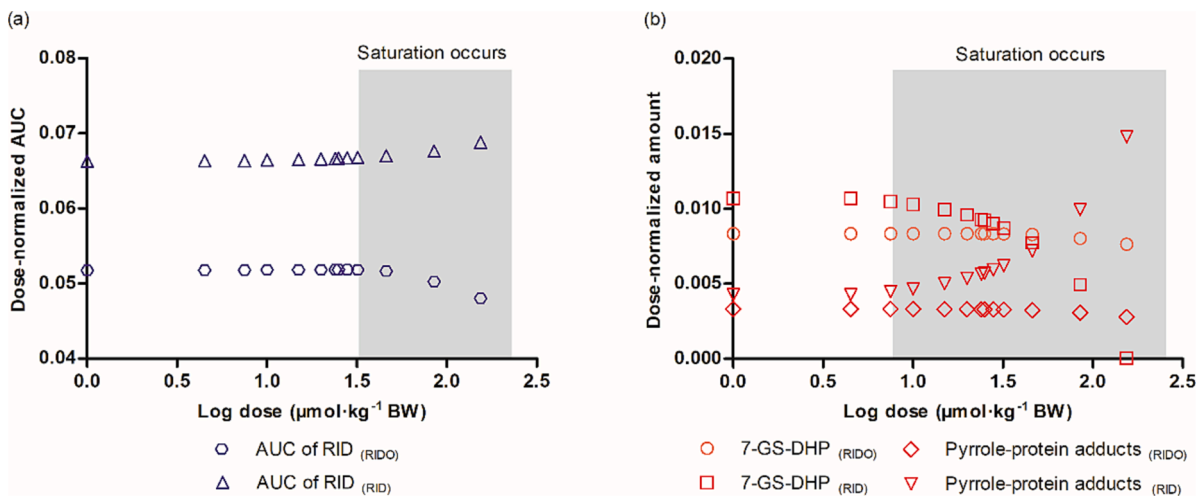 (a)
Saturation occurs
0.08
0.07
0.06
0.05
0.04
Dose-normalized AUC
0.0 0.5 1.0 1.5 2.0 2.5
Log dose (µmol·kg⁻¹ BW)
AUC of RID (RIDO)
AUC of RID (RID)
(b)
Saturation occurs
0.020
0.015
0.010
0.005
0.000
Dose-normalized amount
0.0 0.5 1.0 1.5 2.0 2.5
Log dose (µmol·kg⁻¹ BW)
7-GS-DHP (RIDO) Pyrrole-protein adducts (RIDO)
7-GS-DHP (RID) Pyrrole-protein adducts (RID)